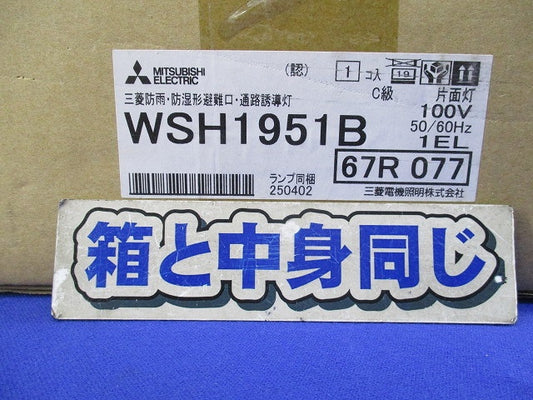 MITSUBISHI
ELECTRIC
(認)
1 コ入
19
C級
片面灯
三菱防雨・防湿形避難口・通路誘導灯
100V
WSH1951B
50/60Hz
1EL
67R 077
ランプ同梱
250402
三菱電機照明株式会社
箱と中身同じ